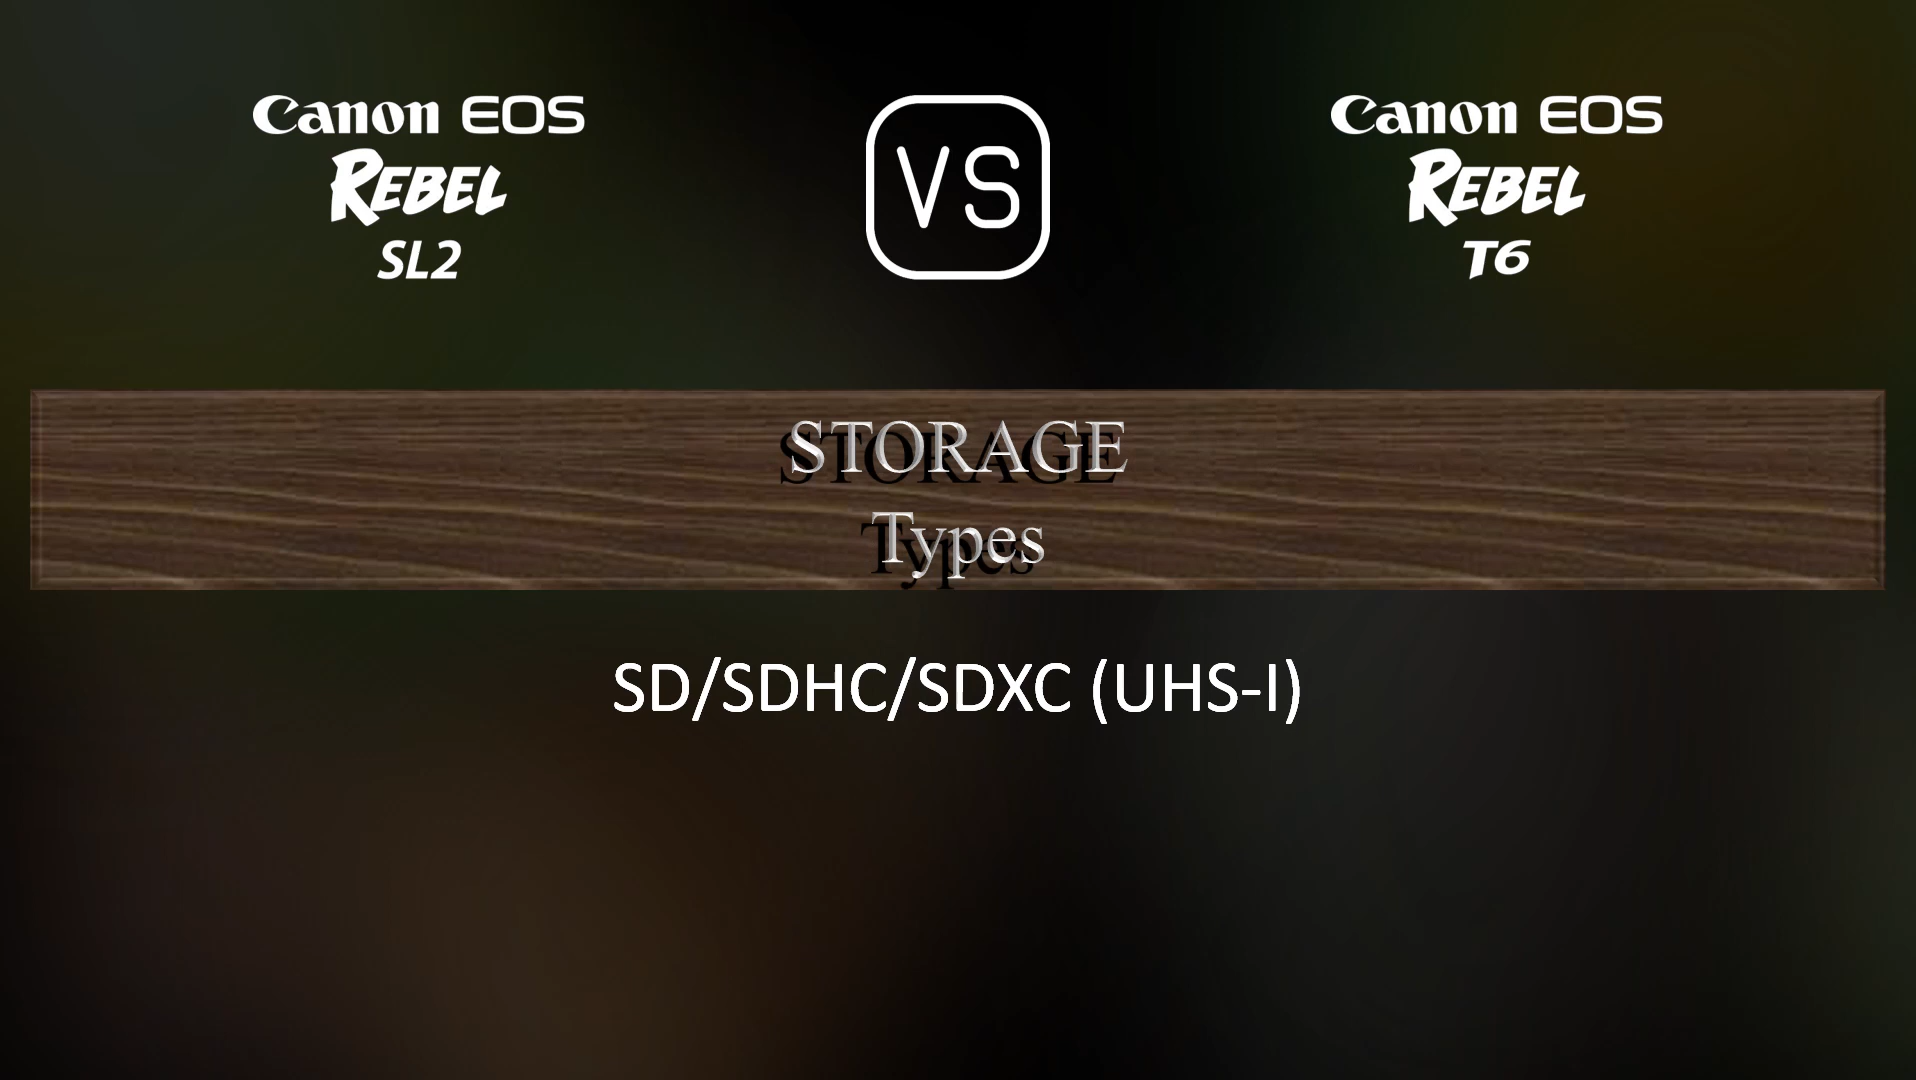 Canon EOS
REBEL
SL2
VS
Canon EOS
REBEL
T6
STORAGE
Types
SD/SDHC/SDXC (UHS-I)